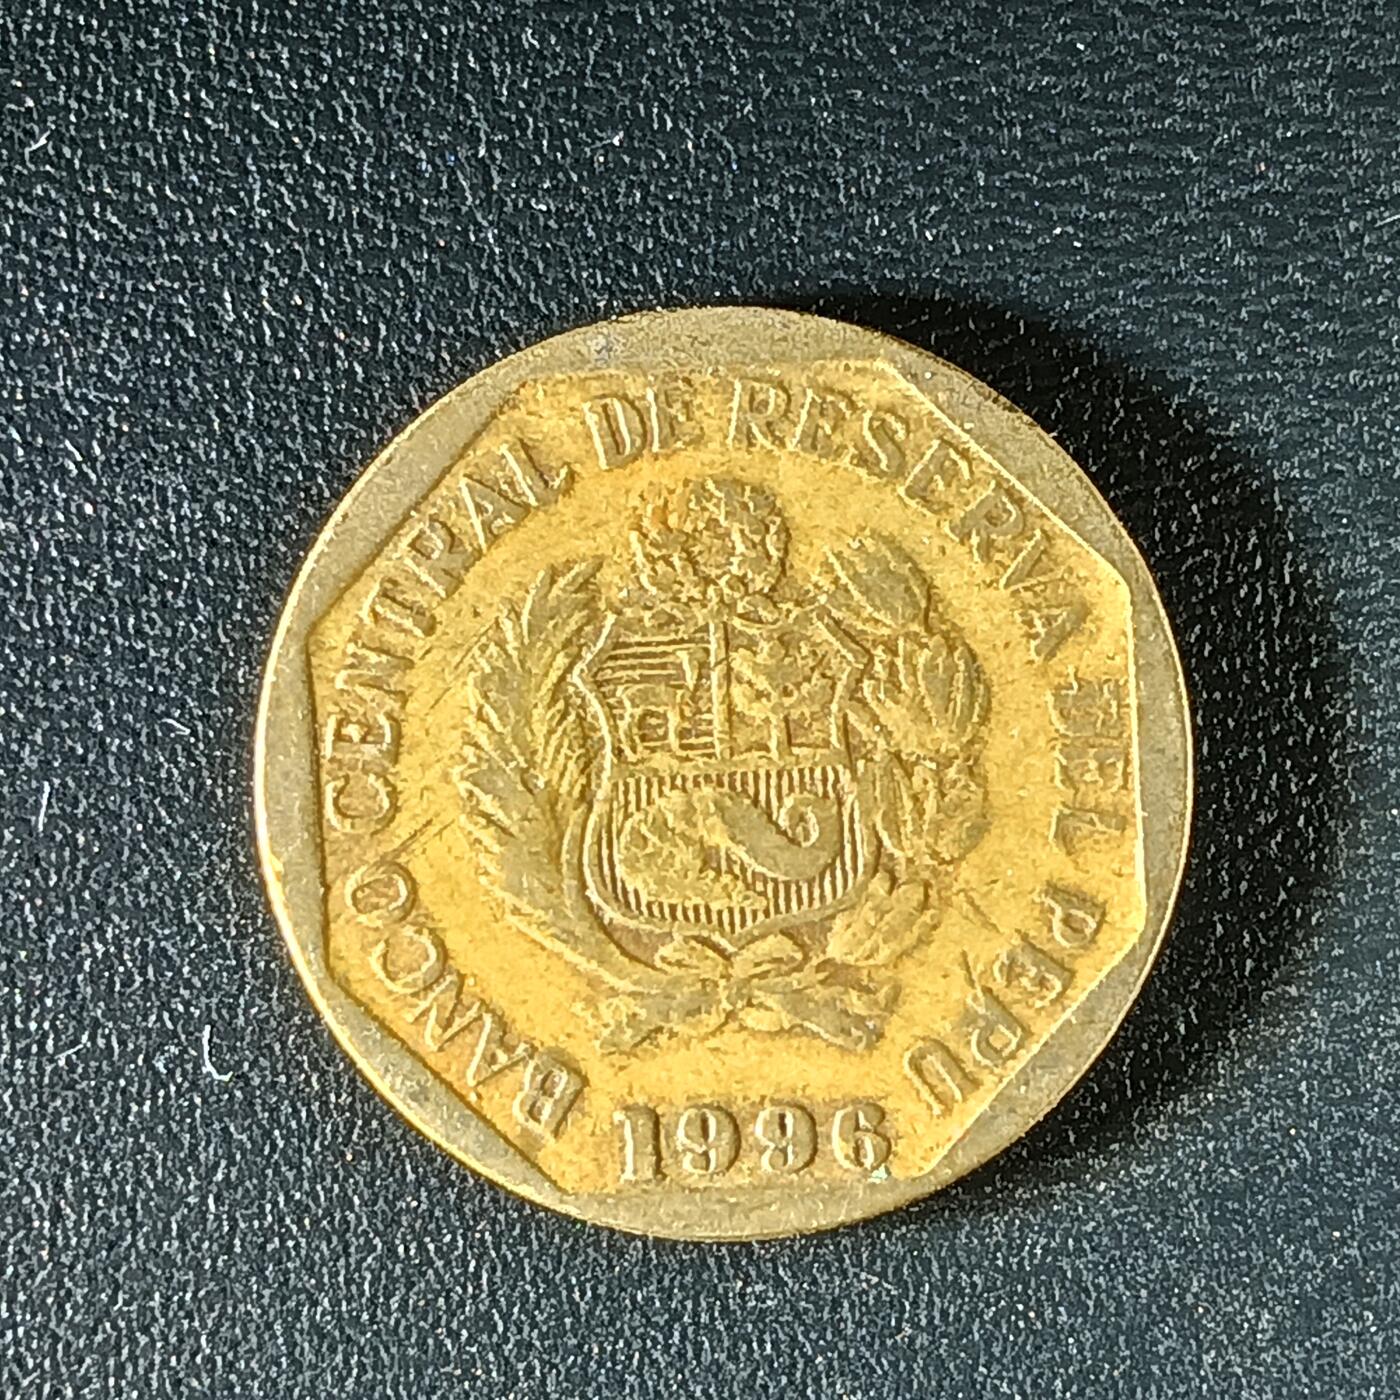 BANCO CENTRAL DE RESERVA DEL PERU
1996